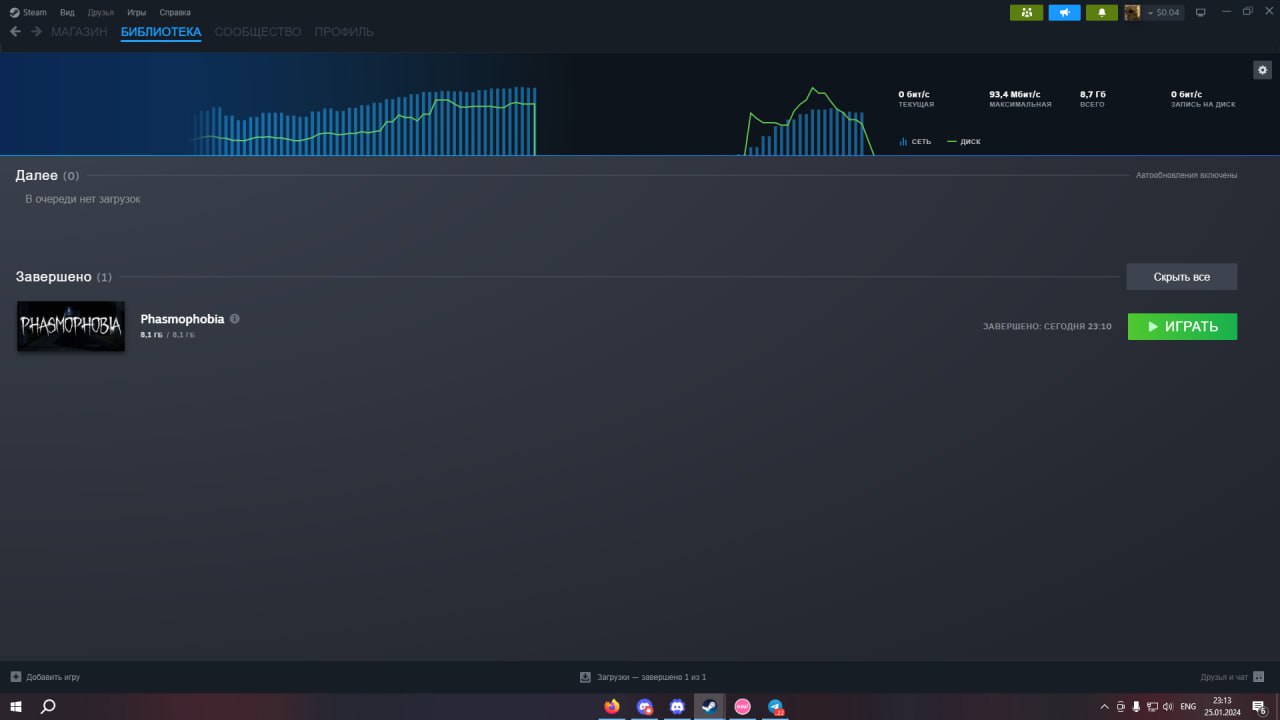 Steam Вид Друзья Игры Справка
$0.04
МАГАЗИН БИБЛИОТЕКА СООБЩЕСТВО ПРОФИЛЬ
0 бит/с 93,4 Мбит/с 8,7 Гб 0 бит/с
ТЕКУЩАЯ МАКСИМАЛЬНАЯ ВСЕГО ЗАПИСЬ НА ДИСК
СЕТЬ ДИСК
Далее (0) Автообновления включены
В очереди нет загрузок
Завершено (1) Скрыть все
PHASMOPHOBIA
Phasmophobia
8,1 ГБ / 8,1 ГБ
ЗАВЕРШЕНО: СЕГОДНЯ 23:10 ИГРАТЬ
Добавить игру Загрузки — завершено 1 из 1 Друзья и чат
23:13
ENG
25.01.2024